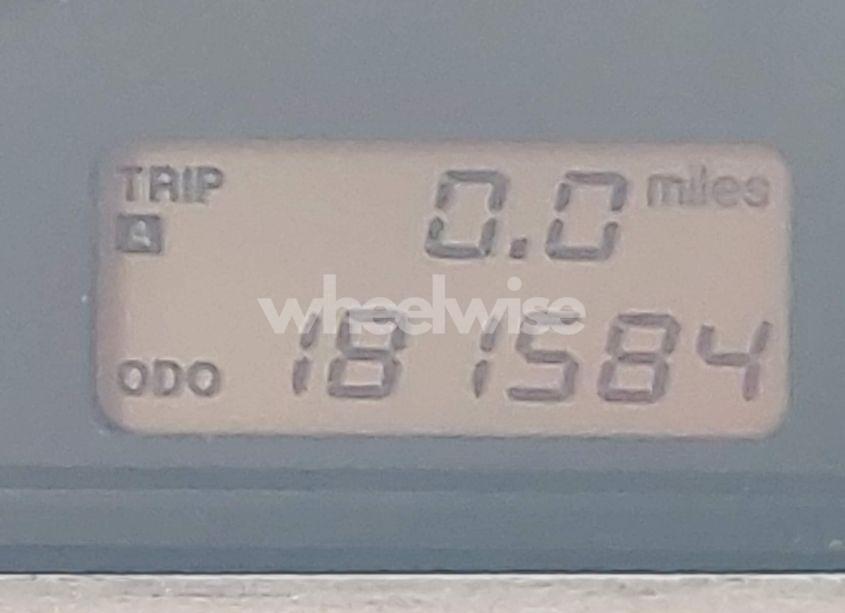 TRIP 0.0 miles
A
wheelwise
ODO 181584